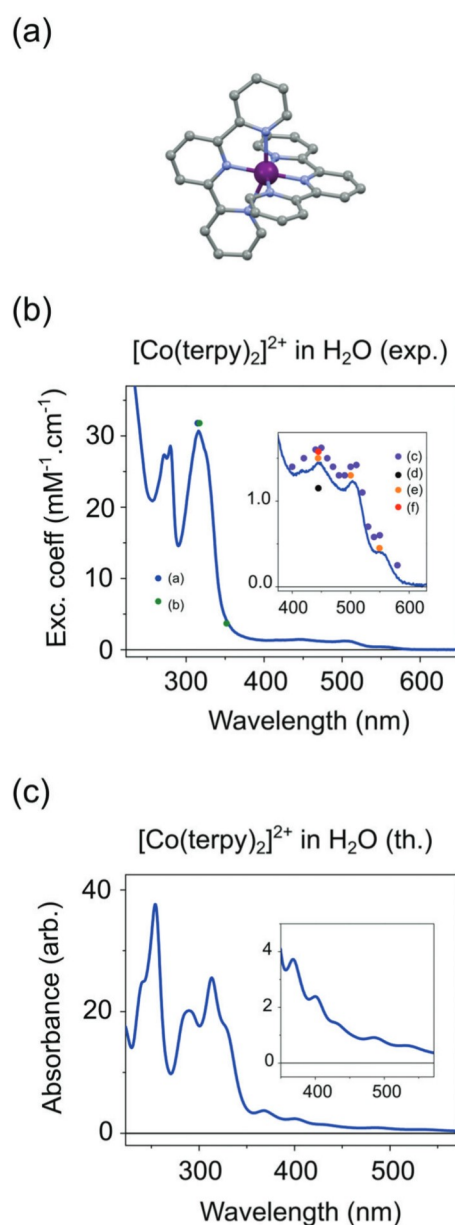 (a)
(b)
[Co(terpy)₂]²⁺ in H₂O (exp.)
Exc. coeff (mM⁻¹.cm⁻¹)
30
20
10
0
(a)
(b)
1.0
0.0
(c)
(d)
(e)
(f)
400 500 600
300 400 500 600
Wavelength (nm)
(c)
[Co(terpy)₂]²⁺ in H₂O (th.)
Absorbance (arb.)
40
20
0
4
2
0
400 500
300 400 500
Wavelength (nm)